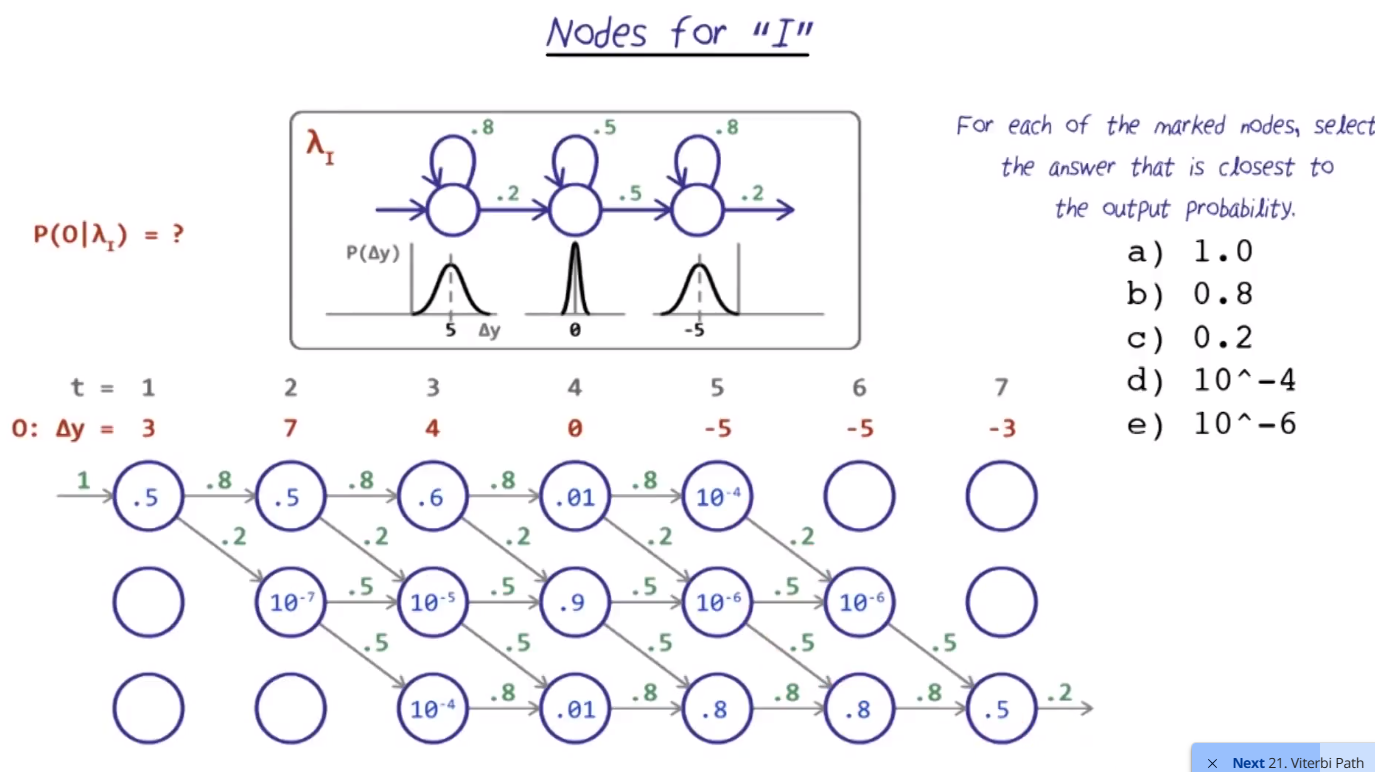 Nodes for "I"
P(O|λI) = ?
λI
.8 .5 .8
.2 .5 .2
P(Δy)
5 Δy 0 -5
For each of the marked nodes, select
the answer that is closest to
the output probability.
a) 1.0
b) 0.8
c) 0.2
d) 10^-4
e) 10^-6
t = 1 2 3 4 5 6 7
O: Δy = 3 7 4 0 -5 -5 -3
1 .8 .8 .8 .8
.5 .5 .6 .01 10-4
.2 .2 .2 .2 .2
.5 .5 .5 .5
10-7 10-5 .9 10-6 10-6
.5 .5 .5 .5 .5
.8 .8 .8 .8 .2
10-4 .01 .8 .8 .5
× Next 21. Viterbi Path